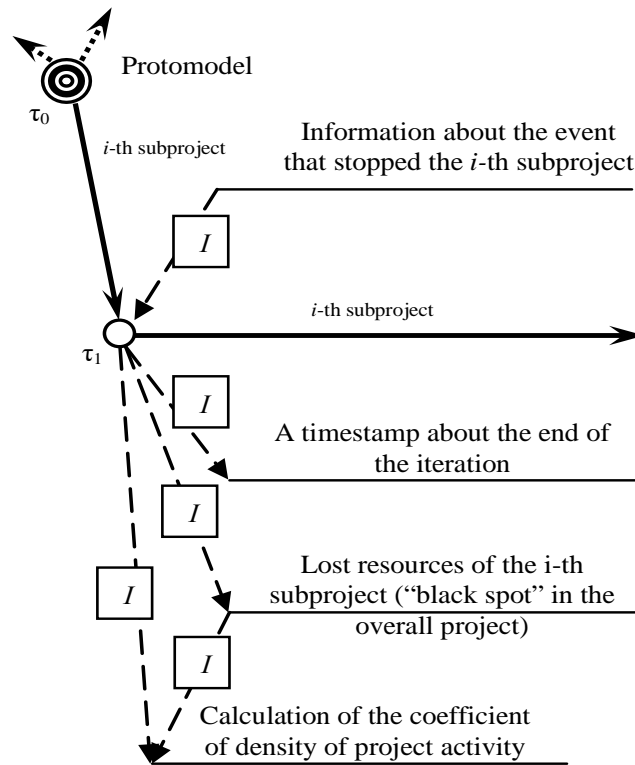 Protomodel
τ0
i-th subproject
Information about the event
that stopped the i-th subproject
I
i-th subproject
τ1
I
A timestamp about the end of
the iteration
I
Lost resources of the i-th
subproject (“black spot” in the
overall project)
I
I
Calculation of the coefficient
of density of project activity